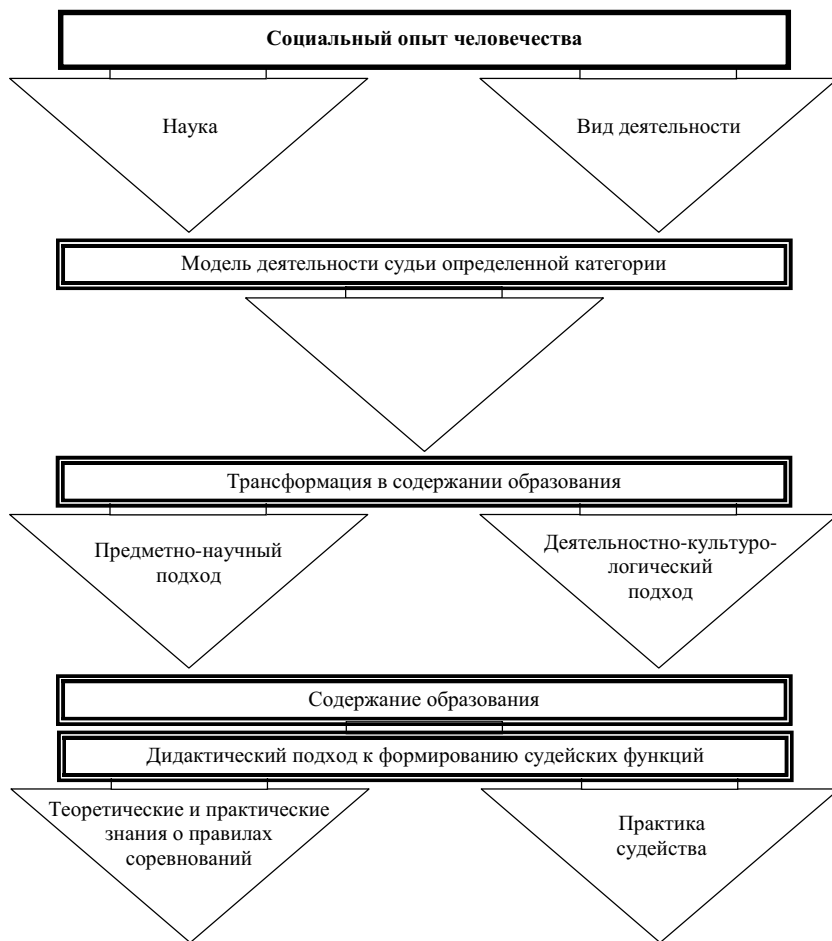 Социальный опыт человечества
Наука
Вид деятельности
Модель деятельности судьи определенной категории
Трансформация в содержании образования
Предметно-научный
подход
Деятельностно-культуро-
логический
подход
Содержание образования
Дидактический подход к формированию судейских функций
Теоретические и практические
знания о правилах
соревнований
Практика
судейства